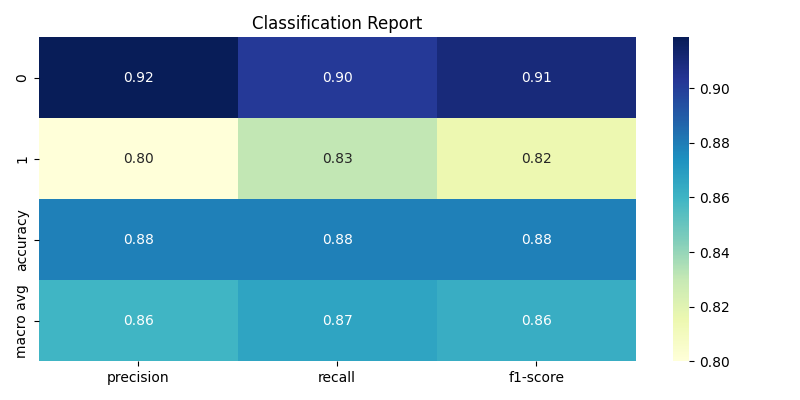 Classification Report
0 0.92 0.90 0.91
1 0.80 0.83 0.82
accuracy 0.88 0.88 0.88
macro avg 0.86 0.87 0.86
precision recall f1-score
0.90
0.88
0.86
0.84
0.82
0.80